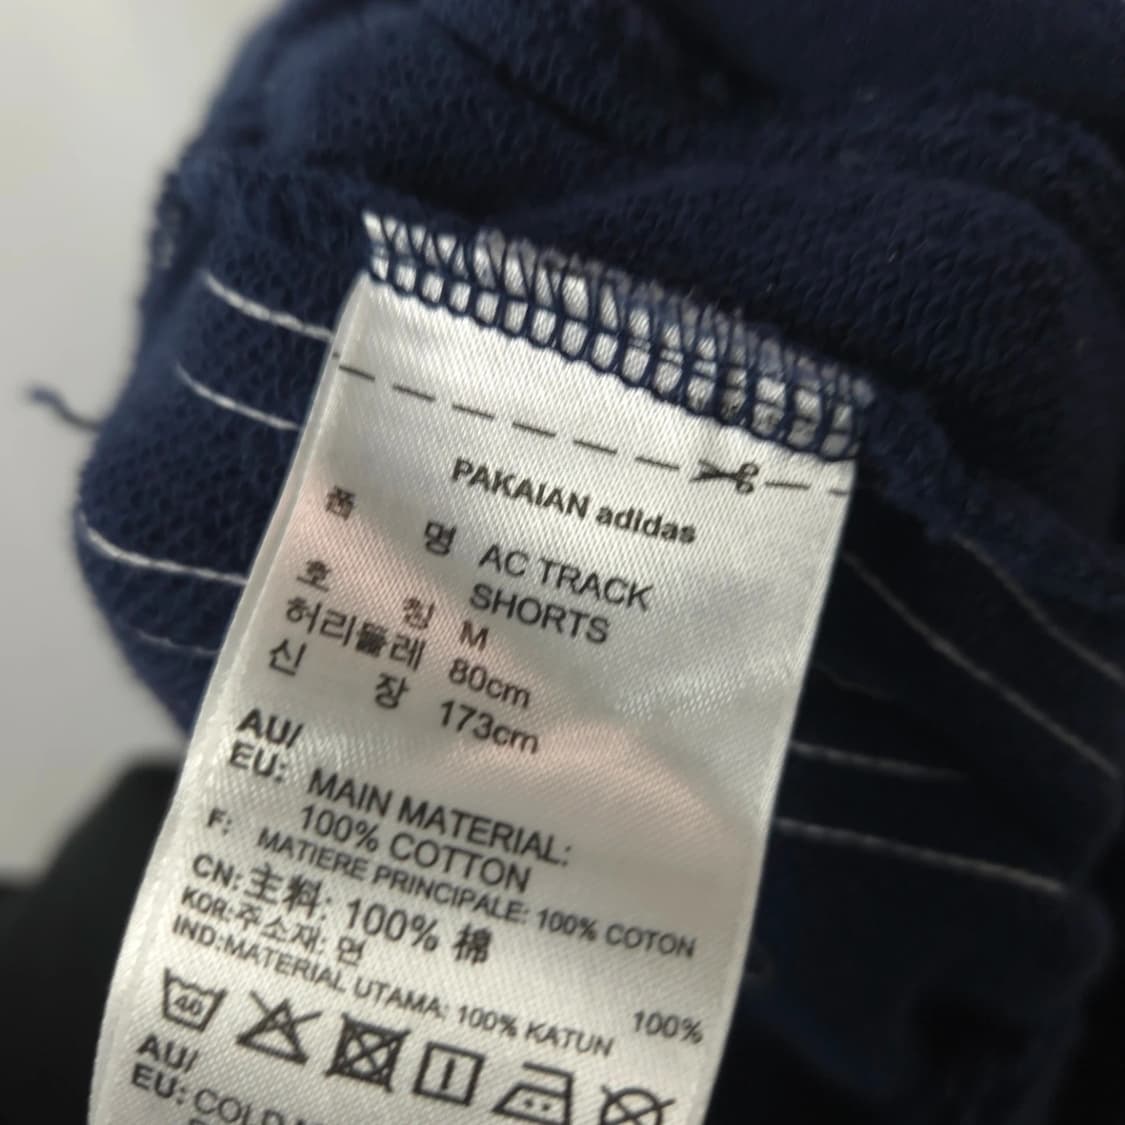 PAKAIAN adidas
품 명 AC TRACK
SHORTS
호 칭 M
허리둘레 80cm
신 장 173cm
AU/
EU: MAIN MATERIAL:
100% COTTON
F: MATIERE PRINCIPALE: 100% COTON
CN:主料: 100% 棉
KOR:주소재: 면 100%
IND:MATERIAL UTAMA: 100% KATUN
40
AU/
EU: COLD